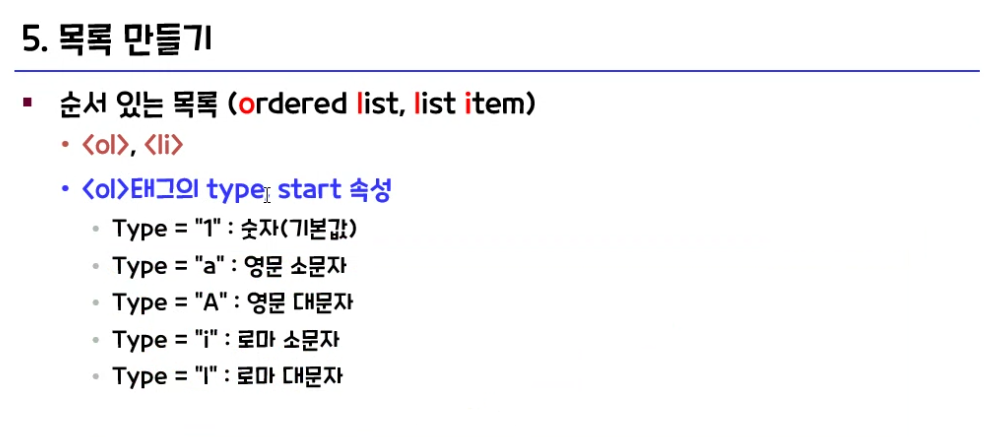 5. 목록 만들기
▪ 순서 있는 목록 (ordered list, list item)
• <ol>, <li>
• <ol>태그의 type, start 속성
• Type = "1" : 숫자(기본값)
• Type = "a" : 영문 소문자
• Type = "A" : 영문 대문자
• Type = "i" : 로마 소문자
• Type = "I" : 로마 대문자